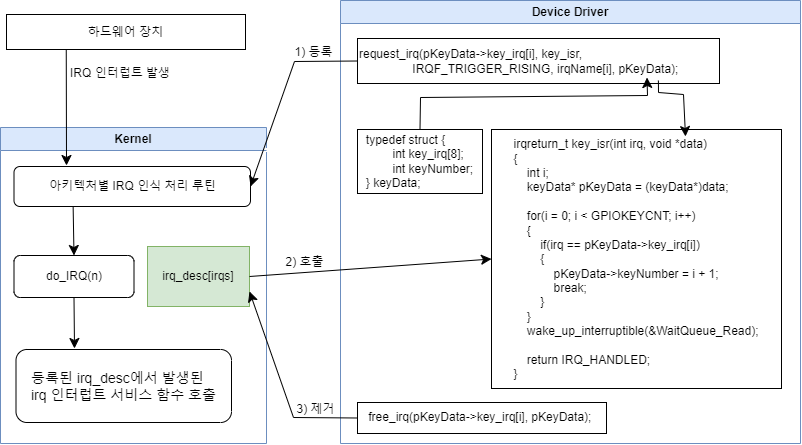 하드웨어 장치
IRQ 인터럽트 발생
Kernel
아키텍처별 IRQ 인식 처리 루틴
do_IRQ(n)
irq_desc[irqs]
등록된 irq_desc에서 발생된
irq 인터럽트 서비스 함수 호출
1) 등록
2) 호출
3) 제거
Device Driver
request_irq(pKeyData->key_irq[i], key_isr,
IRQF_TRIGGER_RISING, irqName[i], pKeyData);
typedef struct {
int key_irq[8];
int keyNumber;
} keyData;
irqreturn_t key_isr(int irq, void *data)
{
int i;
keyData* pKeyData = (keyData*)data;
for(i = 0; i < GPIOKEYCNT; i++)
{
if(irq == pKeyData->key_irq[i])
{
pKeyData->keyNumber = i + 1;
break;
}
}
wake_up_interruptible(&WaitQueue_Read);
return IRQ_HANDLED;
}
free_irq(pKeyData->key_irq[i], pKeyData);